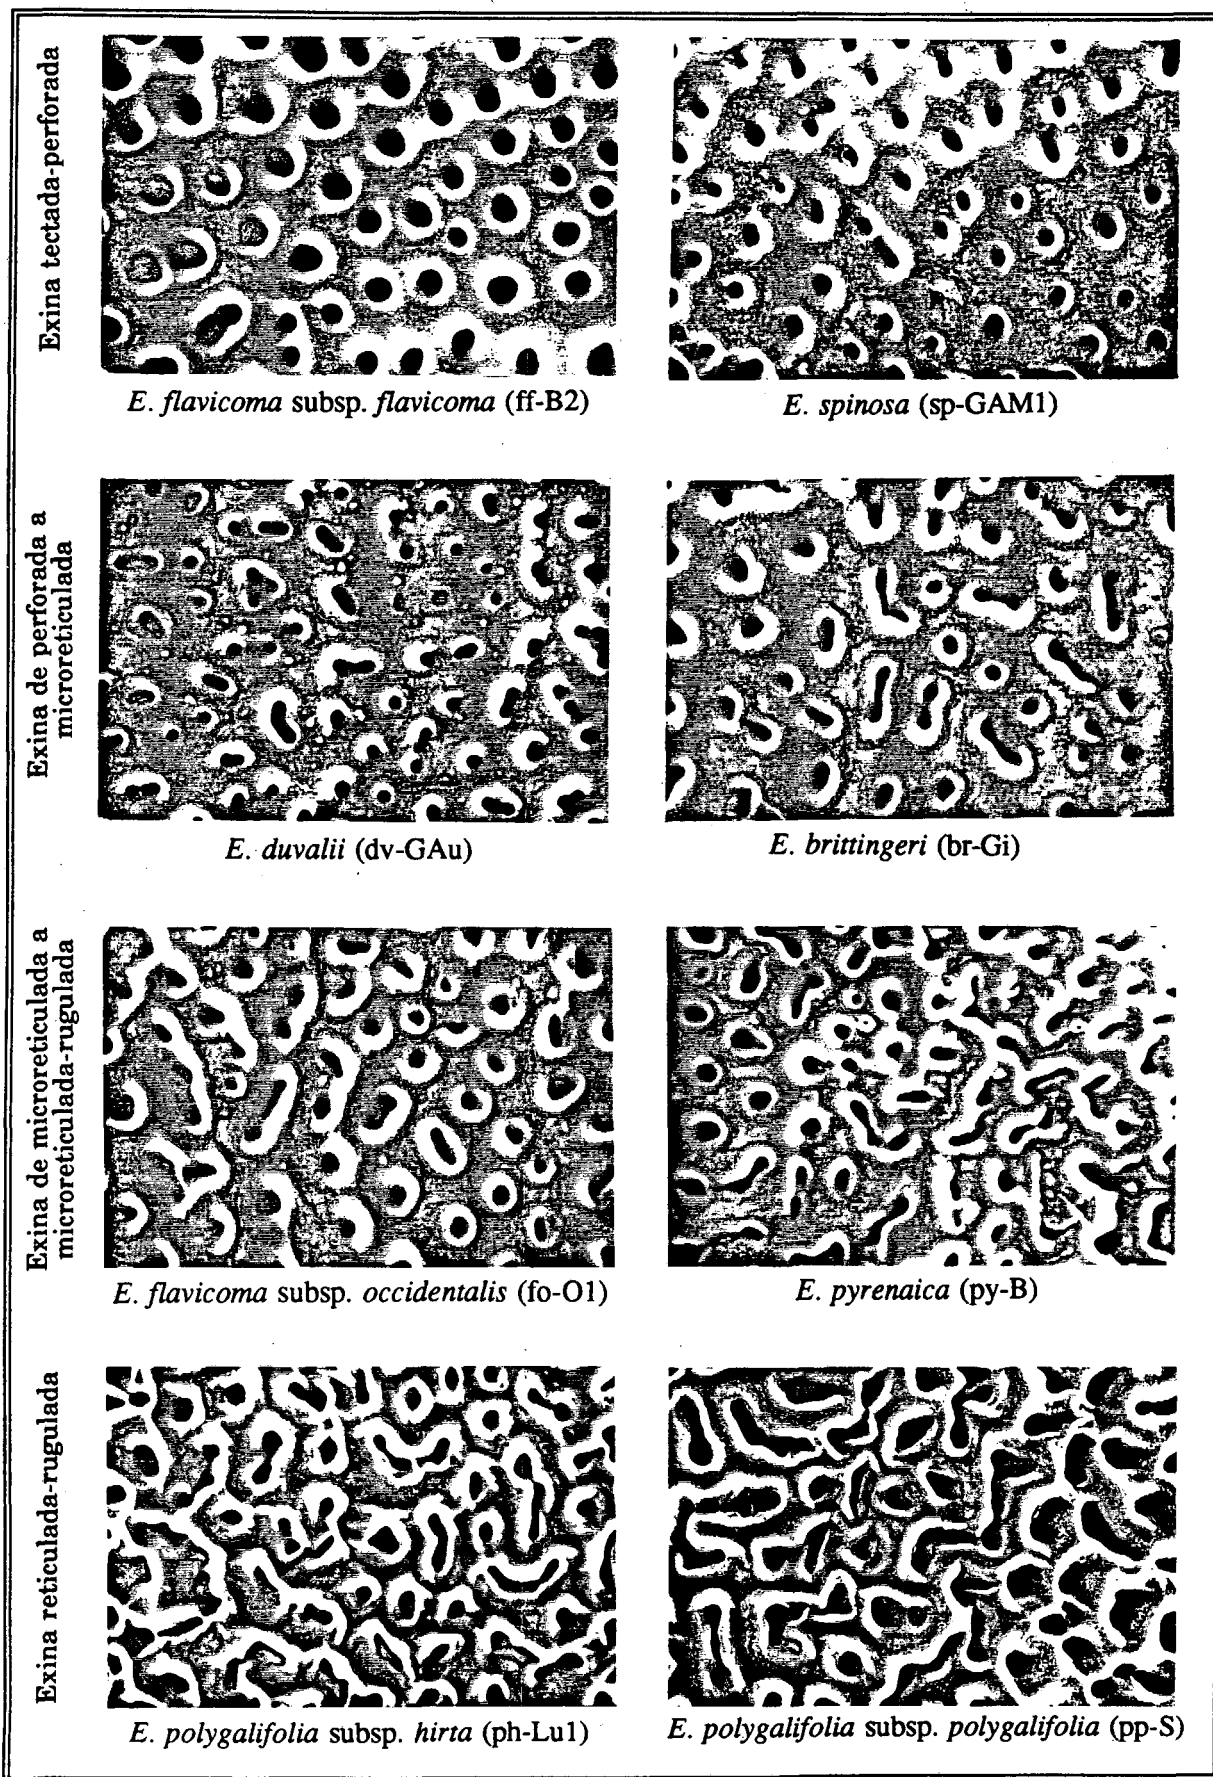 Exina tectada-perforada
E. flavicoma subsp. flavicoma (ff-B2)
E. spinosa (sp-GAM1)
Exina de perforada a
microreticulada
E. duvalii (dv-GAu)
E. brittingeri (br-Gi)
Exina de microreticulada a
microreticulada-rugulada
E. flavicoma subsp. occidentalis (fo-O1)
E. pyrenaica (py-B)
Exina reticulada-rugulada
E. polygalifolia subsp. hirta (ph-Lu1)
E. polygalifolia subsp. polygalifolia (pp-S)